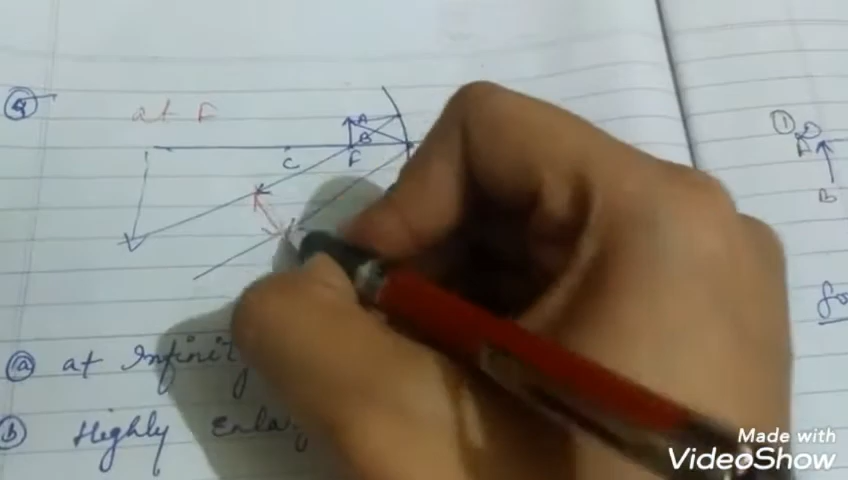 4
at F
A
B
C
F
a at Infinit
b Highly Enla
1
A
B
Made with
VideoShow